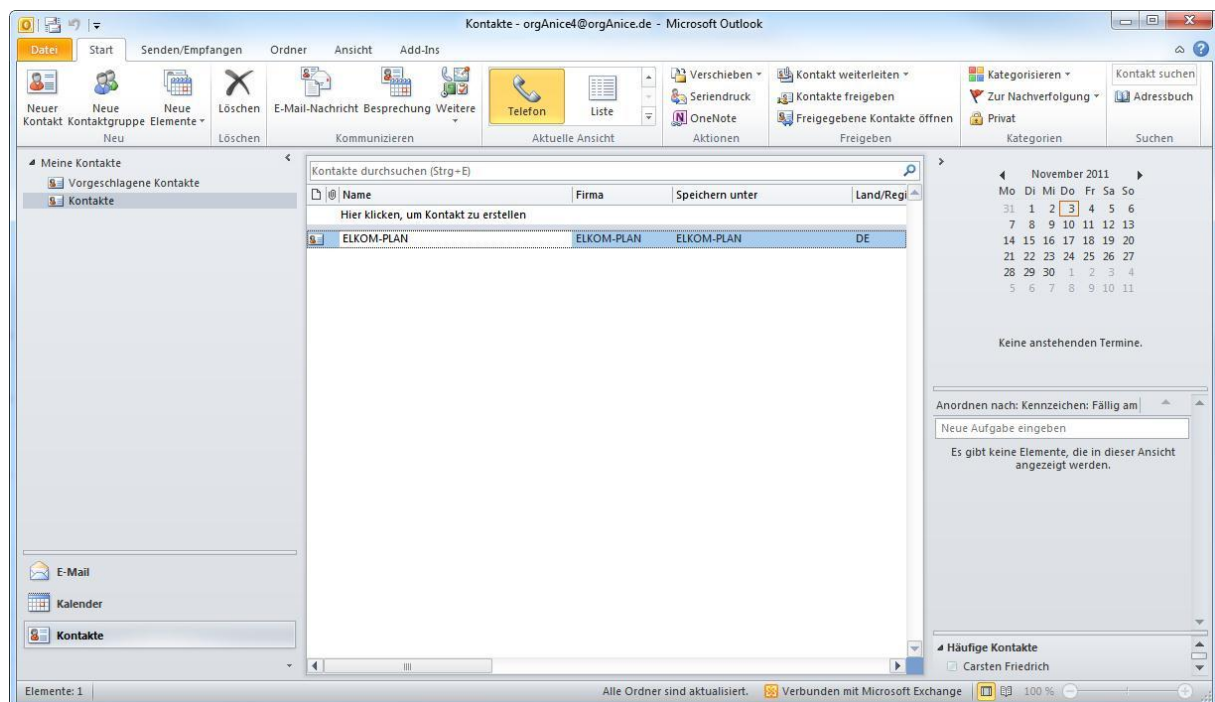 Kontakte - orgAnice4@orgAnice.de - Microsoft Outlook
Datei Start Senden/Empfangen Ordner Ansicht Add-Ins
Neuer Kontakt
Neue Kontaktgruppe
Neue Elemente
Neu
Löschen
Löschen
E-Mail-Nachricht Besprechung Weitere
Kommunizieren
Telefon Liste
Aktuelle Ansicht
Verschieben
Seriendruck
OneNote
Aktionen
Kontakt weiterleiten
Kontakte freigeben
Freigegebene Kontakte öffnen
Freigeben
Kategorisieren
Zur Nachverfolgung
Privat
Kategorien
Kontakt suchen
Adressbuch
Suchen
Meine Kontakte
Vorgeschlagene Kontakte
Kontakte
E-Mail
Kalender
Kontakte
Kontakte durchsuchen (Strg+E)
Name Firma Speichern unter Land/Regi
Hier klicken, um Kontakt zu erstellen
ELKOM-PLAN ELKOM-PLAN ELKOM-PLAN DE
November 2011
Mo Di Mi Do Fr Sa So
31 1 2 3 4 5 6
7 8 9 10 11 12 13
14 15 16 17 18 19 20
21 22 23 24 25 26 27
28 29 30 1 2 3 4
5 6 7 8 9 10 11
Keine anstehenden Termine.
Anordnen nach: Kennzeichen: Fällig am
Neue Aufgabe eingeben
Es gibt keine Elemente, die in dieser Ansicht
angezeigt werden.
Häufige Kontakte
Carsten Friedrich
Elemente: 1 Alle Ordner sind aktualisiert. Verbunden mit Microsoft Exchange 100 %